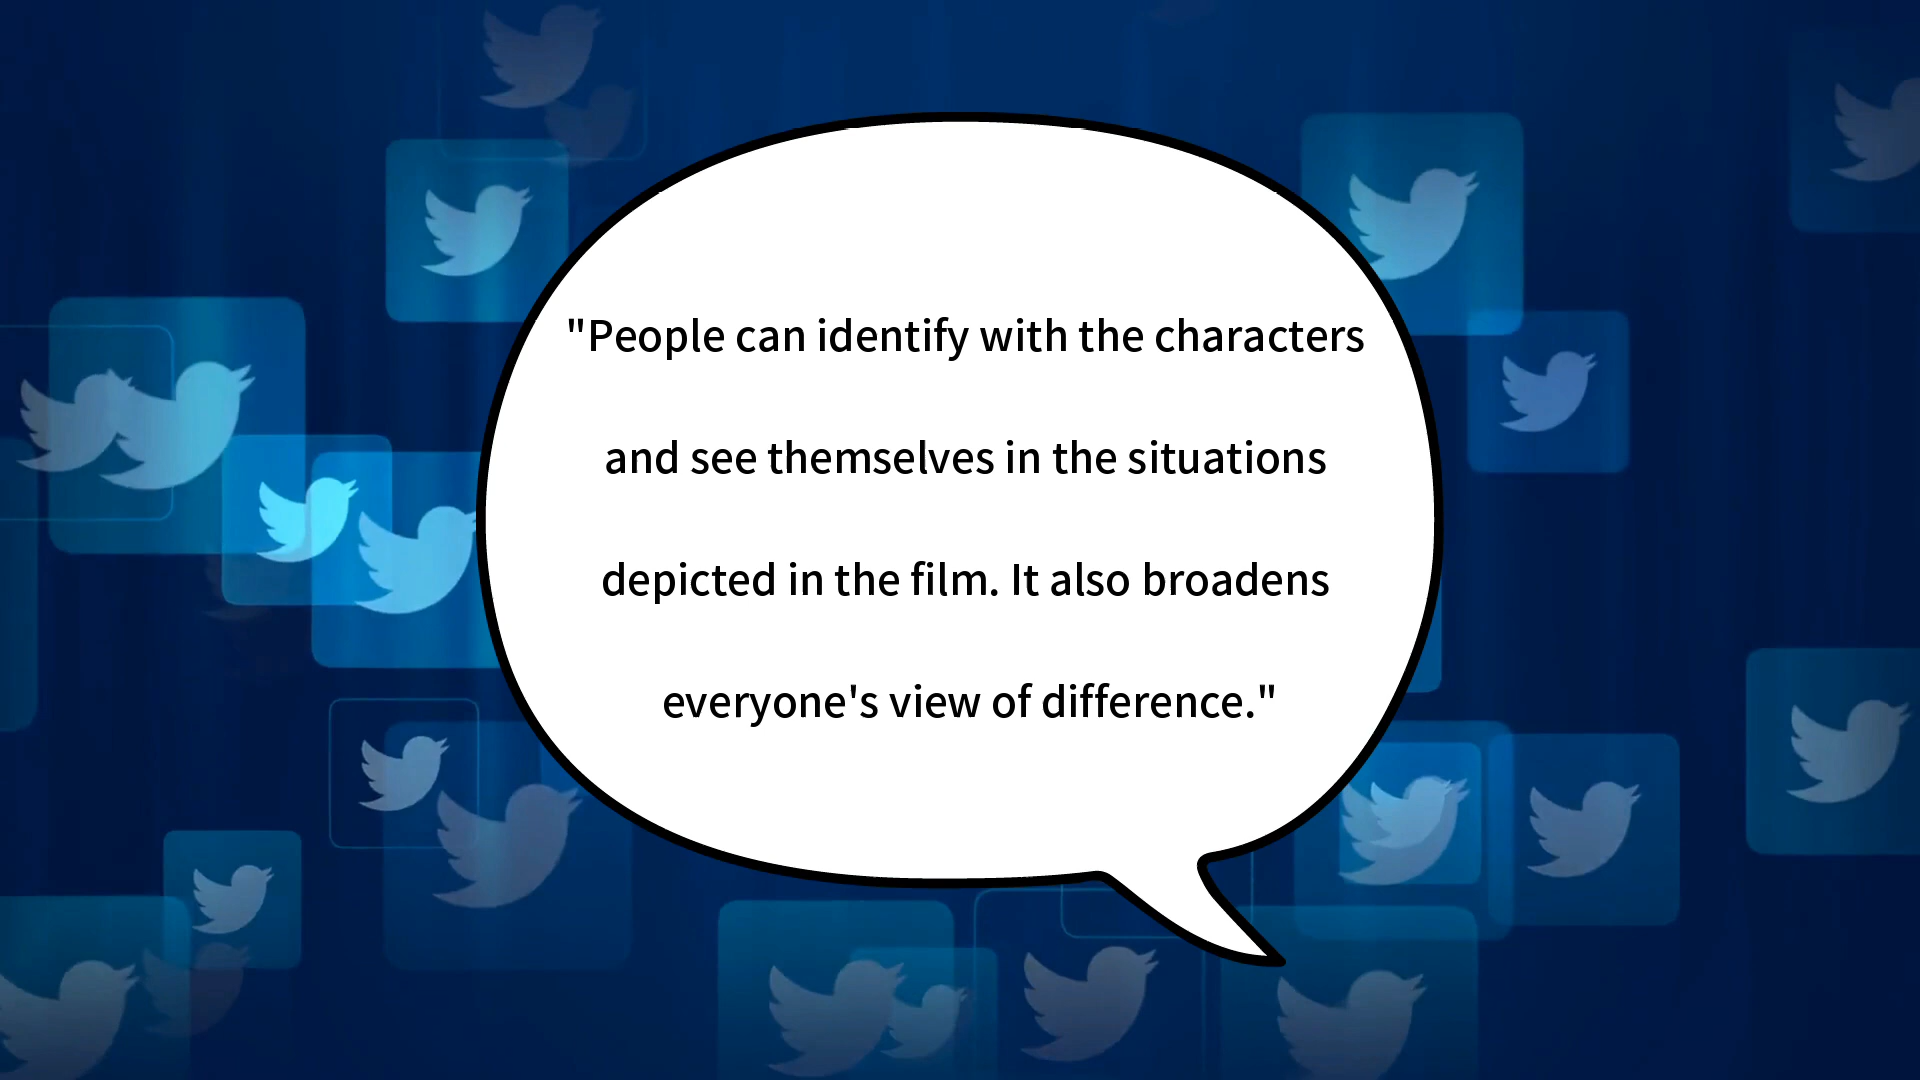 "People can identify with the characters
and see themselves in the situations
depicted in the film. It also broadens
everyone's view of difference."